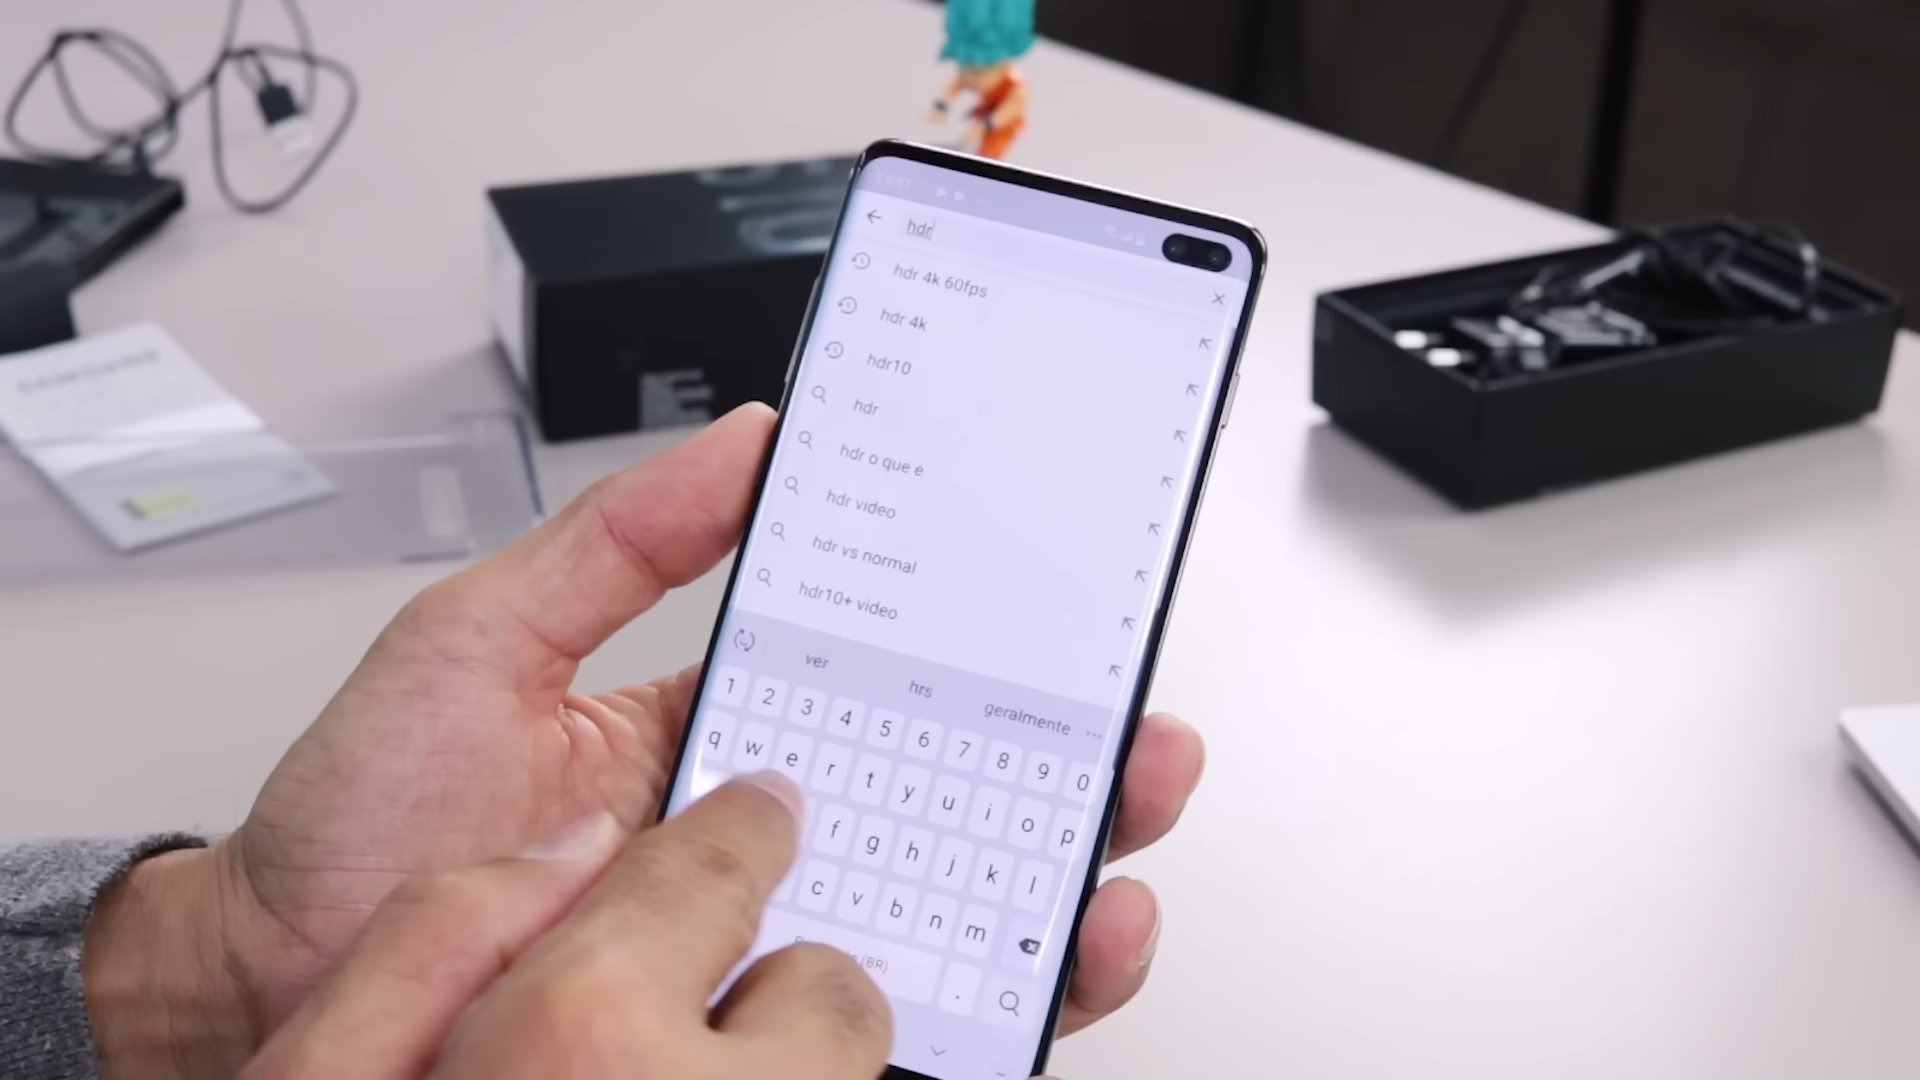 hdr
hdr 4k 60fps
hdr 4k
hdr10
hdr
hdr o que e
hdr video
hdr vs normal
hdr10+ video
ver hrs geralmente ...
1 2 3 4 5 6 7 8 9 0
q w e r t y u i o p
f g h j k l
c v b n m
(BR) .